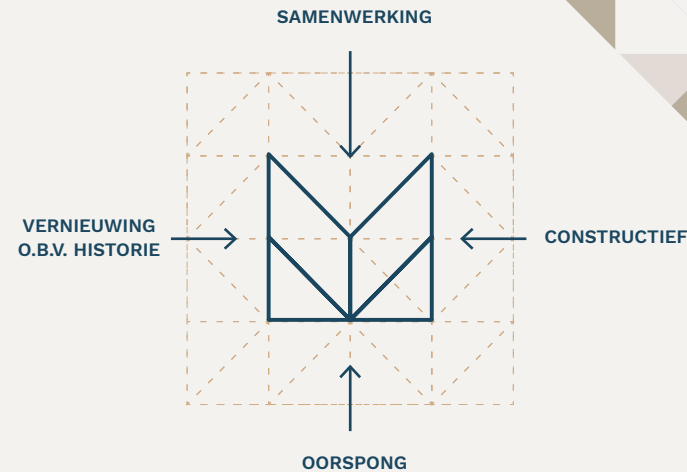 SAMENWERKING
VERNIEUWING
O.B.V. HISTORIE
CONSTRUCTIEF
OORSPONG